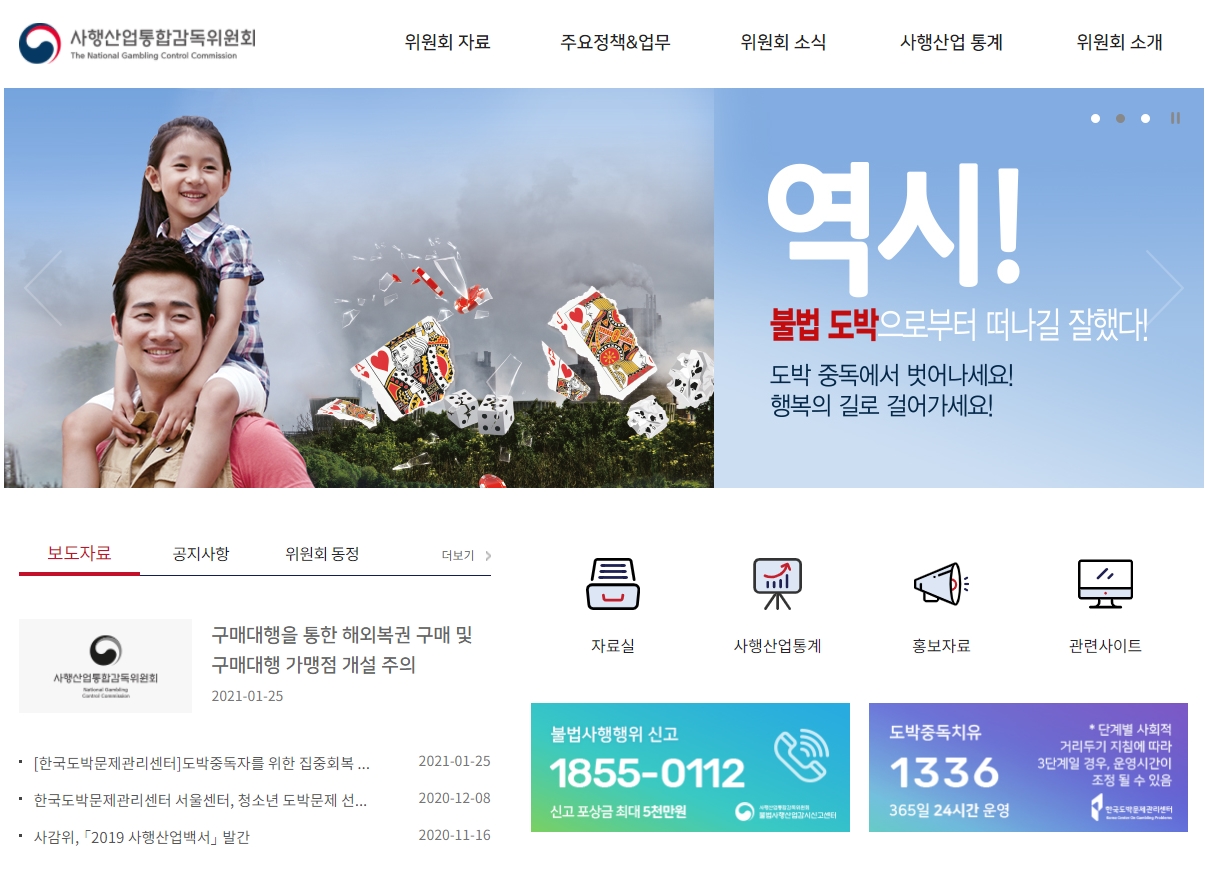 사행산업통합감독위원회
The National Gambling Control Commission
위원회 자료
주요정책&업무
위원회 소식
사행산업 통계
위원회 소개
역시!
불법 도박으로부터 떠나길 잘했다!
도박 중독에서 벗어나세요!
행복의 길로 걸어가세요!
보도자료
공지사항
위원회 동정
더보기
사행산업통합감독위원회
National Gambling
Control Commission
구매대행을 통한 해외복권 구매 및
구매대행 가맹점 개설 주의
2021-01-25
[한국도박문제관리센터]도박중독자를 위한 집중회복 ... 2021-01-25
한국도박문제관리센터 서울센터, 청소년 도박문제 선... 2020-12-08
사감위, 「2019 사행산업백서」 발간 2020-11-16
자료실
사행산업통계
홍보자료
관련사이트
불법사행행위 신고
1855-0112
신고 포상금 최대 5천만원
사행산업통합감독위원회
불법사행산업감시신고센터
도박중독치유
1336
365일 24시간 운영
* 단계별 사회적
거리두기 지침에 따라
3단계일 경우, 운영시간이
조정 될 수 있음
한국도박문제관리센터
Korea Center On Gambling Problems